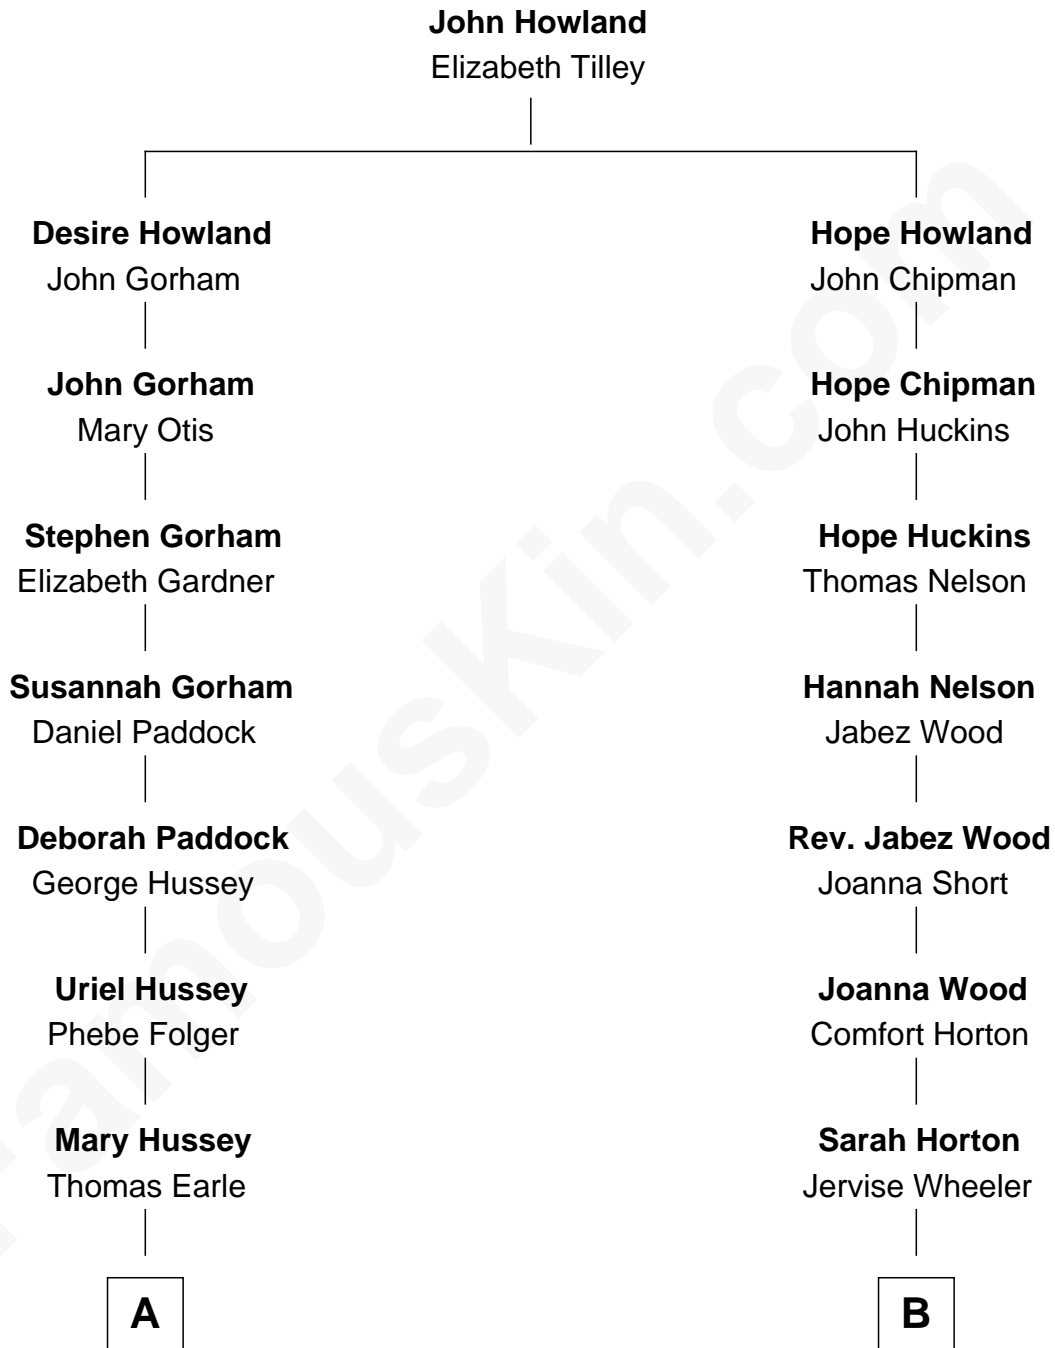 John Howland
Elizabeth Tilley
Desire Howland
John Gorham
John Gorham
Mary Otis
Stephen Gorham
Elizabeth Gardner
Susannah Gorham
Daniel Paddock
Deborah Paddock
George Hussey
Uriel Hussey
Phebe Folger
Mary Hussey
Thomas Earle
A
Hope Howland
John Chipman
Hope Chipman
John Huckins
Hope Huckins
Thomas Nelson
Hannah Nelson
Jabez Wood
Rev. Jabez Wood
Joanna Short
Joanna Wood
Comfort Horton
Sarah Horton
Jervise Wheeler
B
FamousKin.com